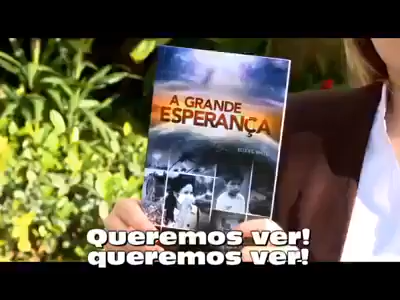 A GRANDE
ESPERANÇA
Queremos ver!
queremos ver!